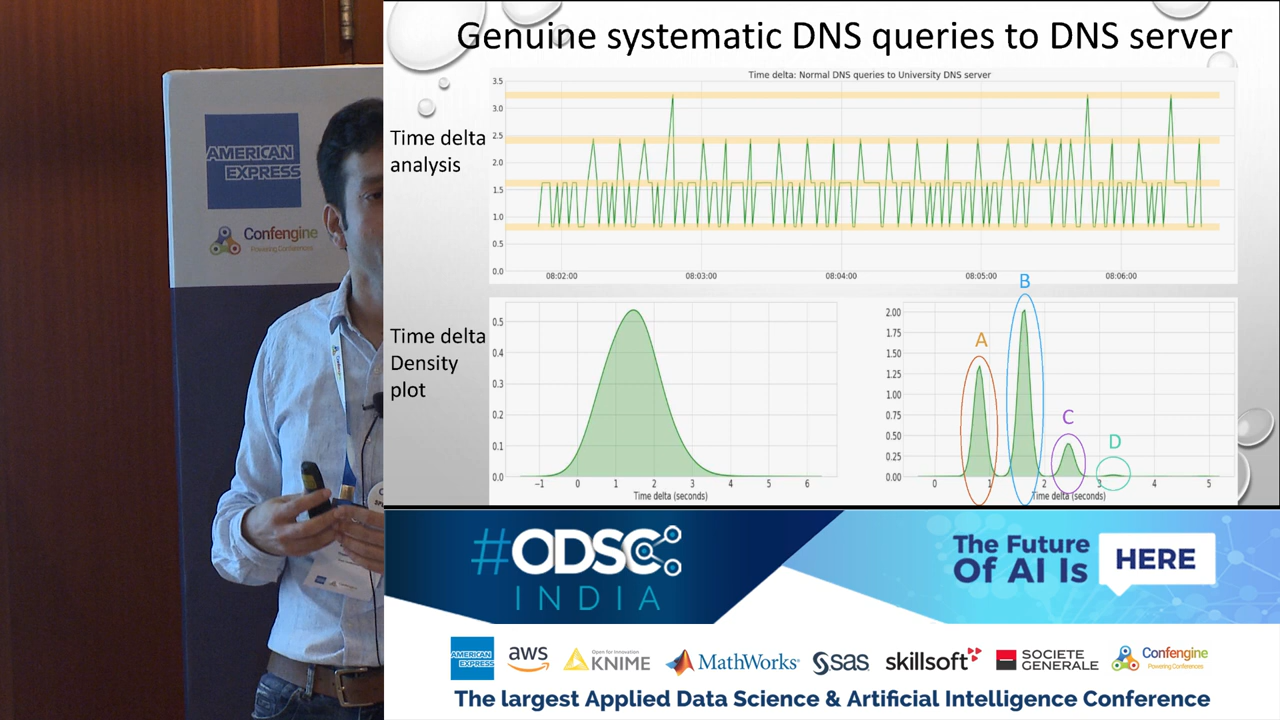 Genuine systematic DNS queries to DNS server
Time delta: Normal DNS queries to University DNS server
Time delta
analysis
3.5
3.0
2.5
2.0
1.5
1.0
0.5
0.0
08:02:00 08:03:00 08:04:00 08:05:00 08:06:00
Time delta
Density
plot
0.5
0.4
0.3
0.2
0.1
0.0
−1 0 1 2 3 4 5 6
Time delta (seconds)
A
B
C
D
2.00
1.75
1.50
1.25
1.00
0.75
0.50
0.25
0.00
0 1 2 3 4 5
Time delta (seconds)
AMERICAN
EXPRESS
Confengine
Powering Conferences
#ODSC
INDIA
The Future
Of AI Is
HERE
AMERICAN
EXPRESS
aws
Open for Innovation
KNIME
MathWorks
sas
skillsoft
SOCIETE
GENERALE
Confengine
Powering Conferences
The largest Applied Data Science & Artificial Intelligence Conference